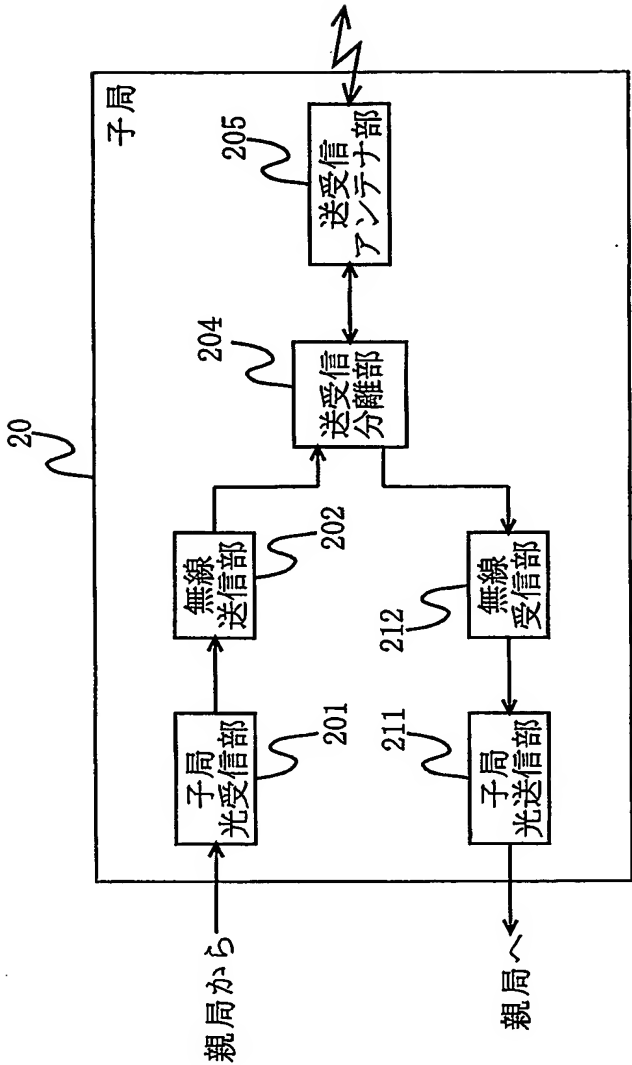 20
子局
親局から
子局
光受信部
201
無線
送信部
202
送受信
分離部
204
送受信
アンテナ部
205
無線
受信部
212
子局
光送信部
211
親局へ